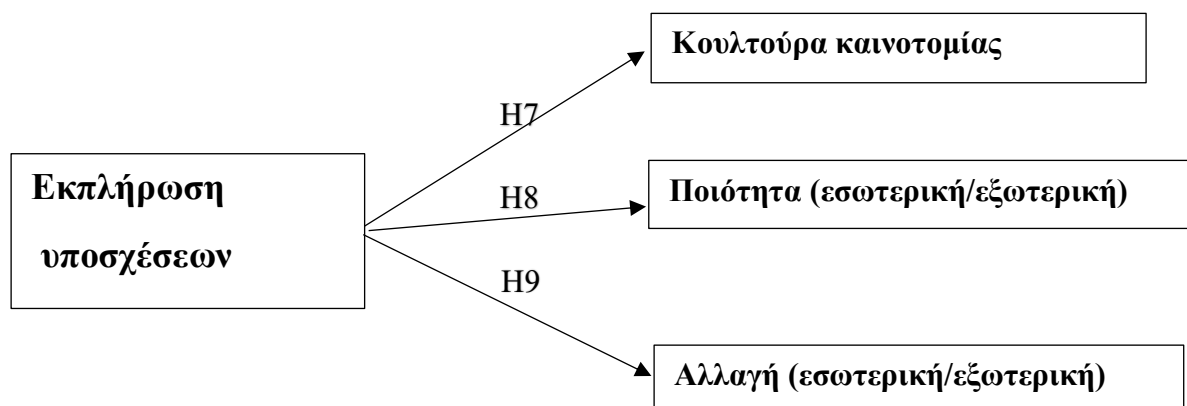 Κουλτούρα καινοτομίας
H7
Εκπλήρωση
υποσχέσεων
H8
Ποιότητα (εσωτερική/εξωτερική)
H9
Αλλαγή (εσωτερική/εξωτερική)